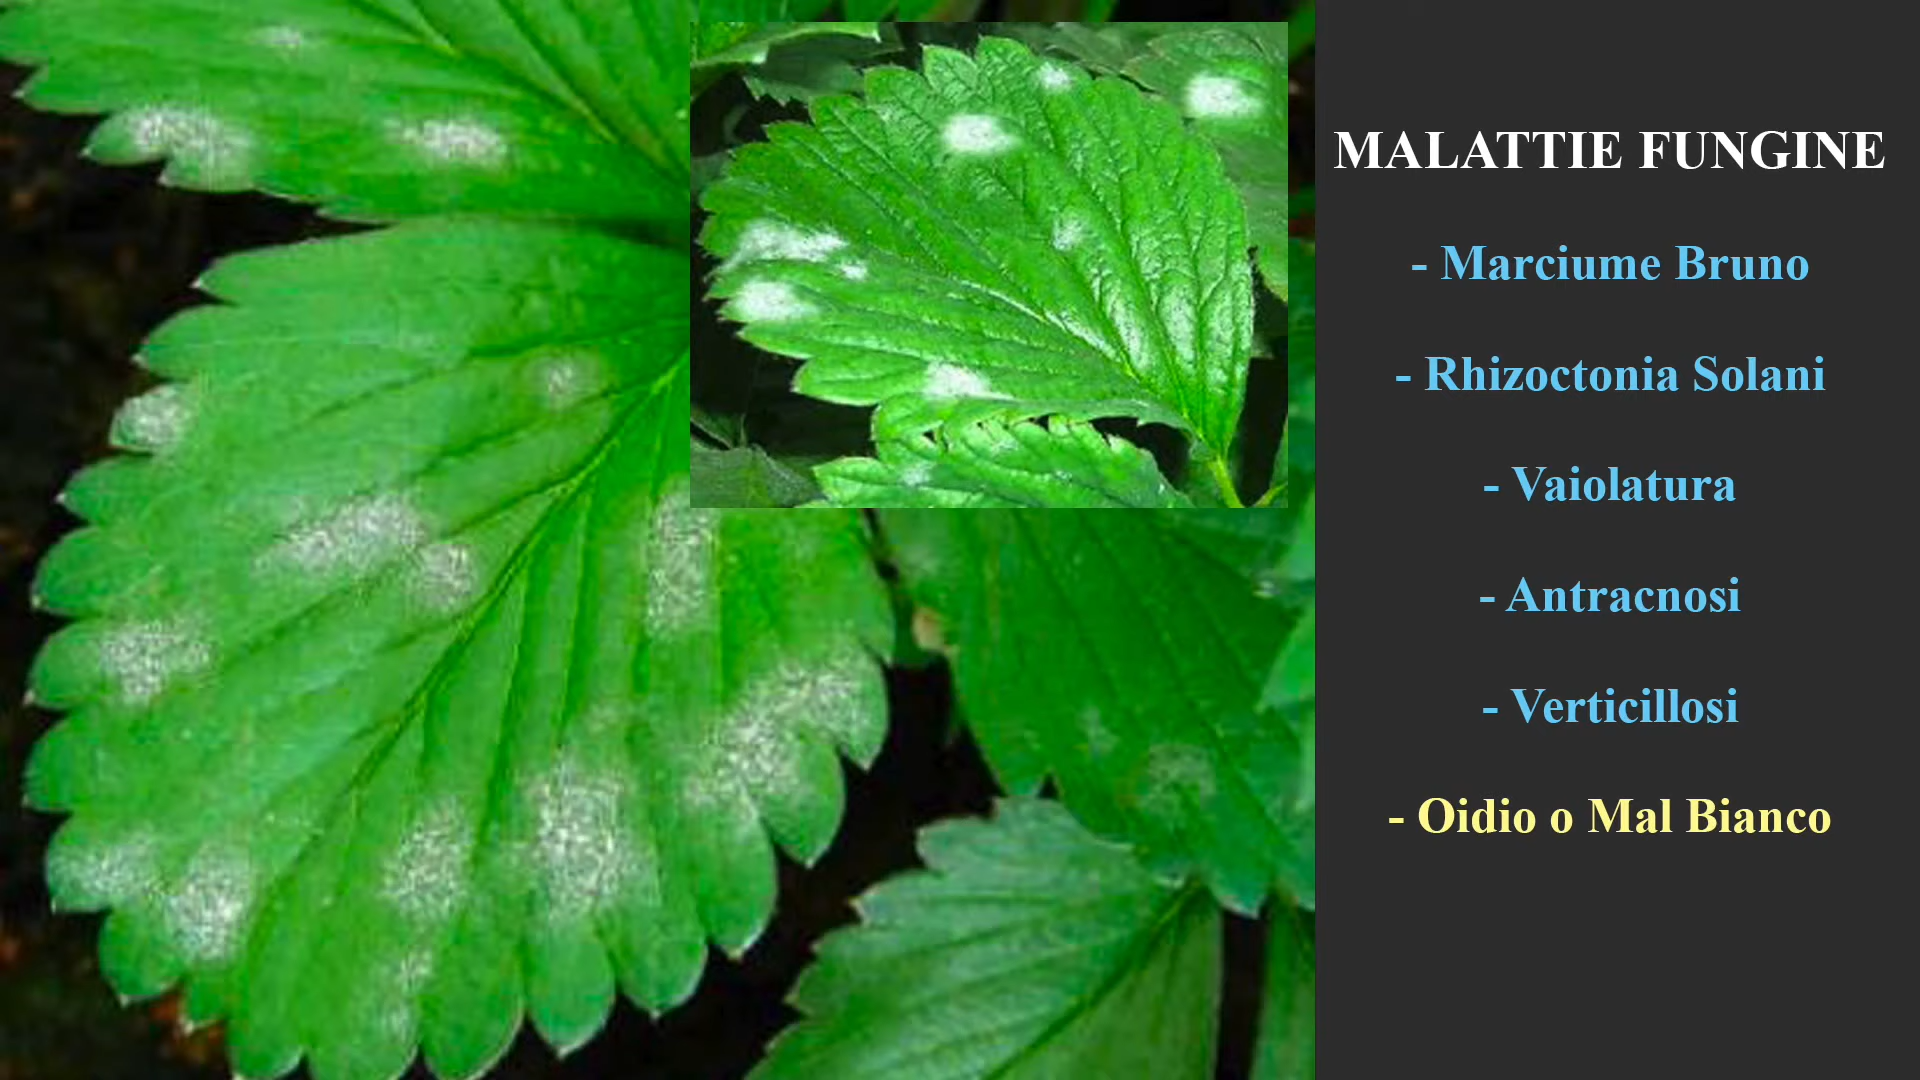 MALATTIE FUNGINE
- Marciume Bruno
- Rhizoctonia Solani
- Vaiolatura
- Antracnosi
- Verticillosi
- Oidio o Mal Bianco